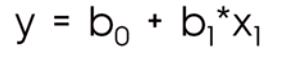 y = b₀ + b₁*x₁